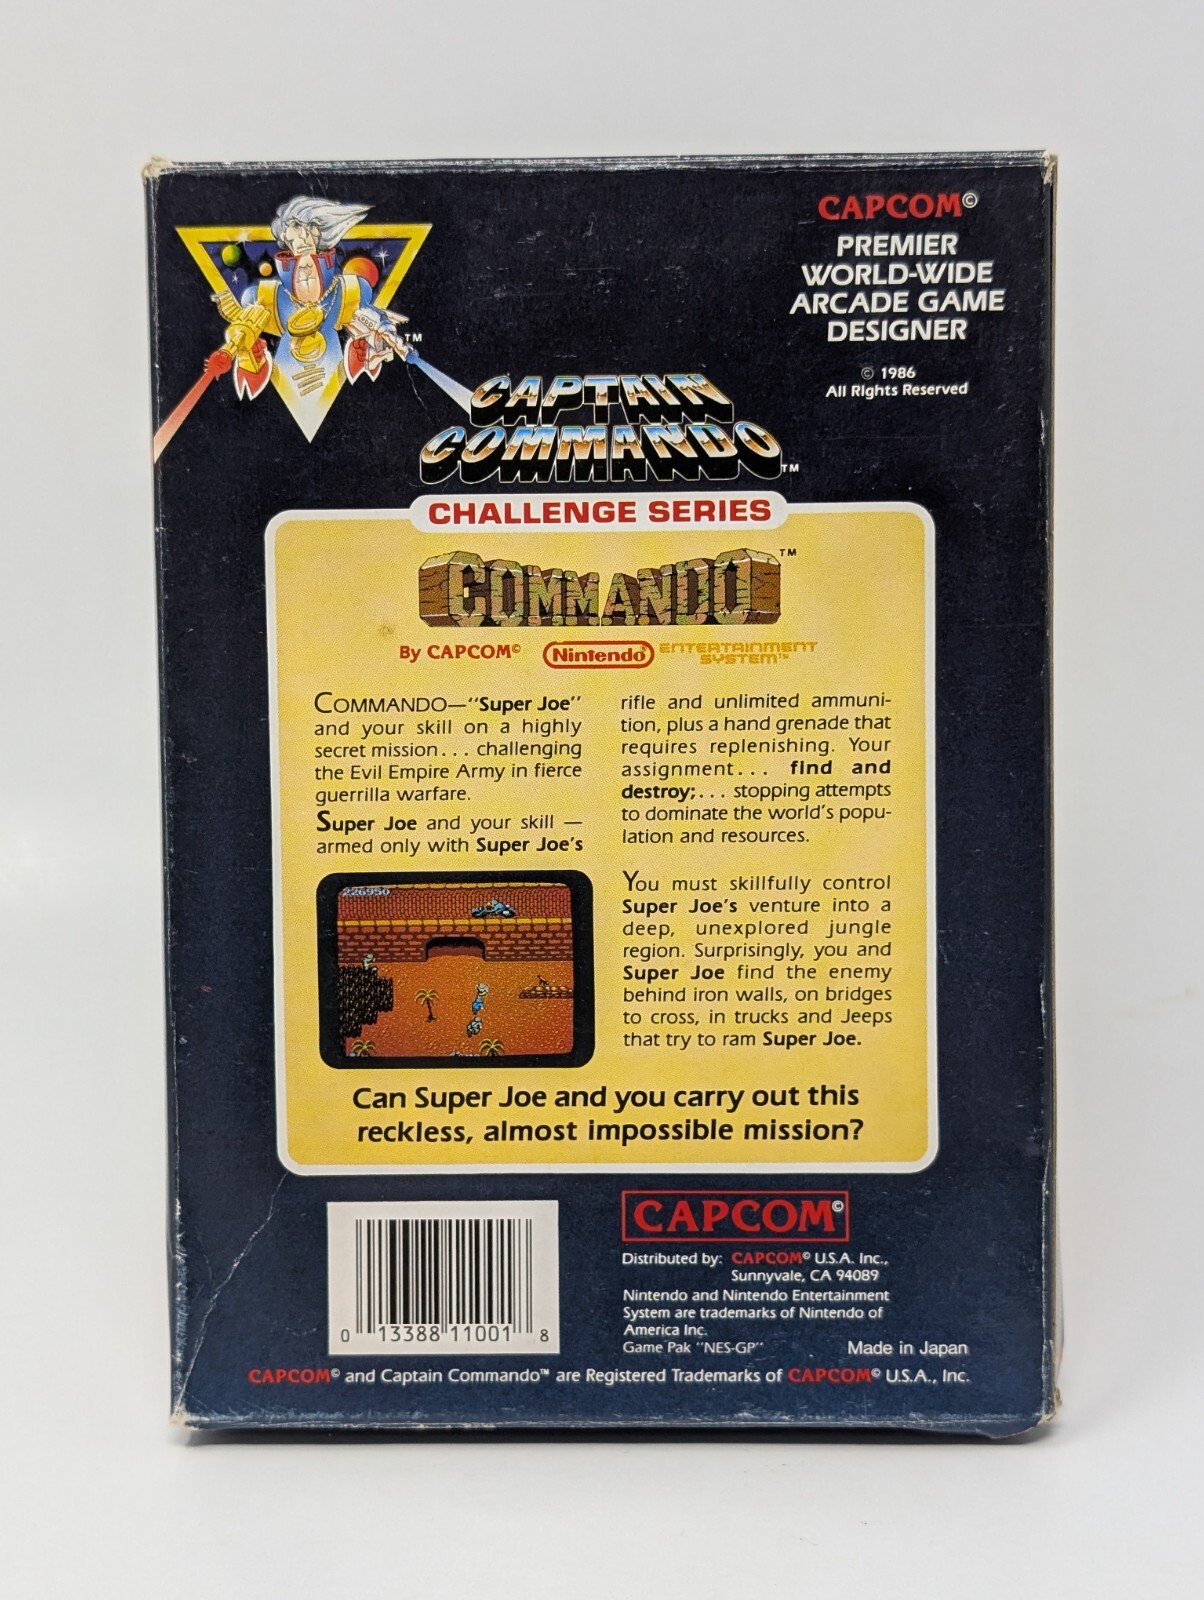 CAPCOM©
PREMIER
WORLD-WIDE
ARCADE GAME
DESIGNER
© 1986
All Rights Reserved
TM
CAPTAIN
COMMANDO™
CHALLENGE SERIES
COMMANDO™
By CAPCOM© Nintendo® ENTERTAINMENT
SYSTEM™
COMMANDO—"Super Joe"
and your skill on a highly
secret mission... challenging
the Evil Empire Army in fierce
guerrilla warfare.
Super Joe and your skill —
armed only with Super Joe's
rifle and unlimited ammuni-
tion, plus a hand grenade that
requires replenishing. Your
assignment... find and
destroy;... stopping attempts
to dominate the world's popu-
lation and resources.
226950
You must skillfully control
Super Joe's venture into a
deep, unexplored jungle
region. Surprisingly, you and
Super Joe find the enemy
behind iron walls, on bridges
to cross, in trucks and Jeeps
that try to ram Super Joe.
Can Super Joe and you carry out this
reckless, almost impossible mission?
0 13388 11001 8
CAPCOM©
Distributed by: CAPCOM© U.S.A. Inc.,
Sunnyvale, CA 94089
Nintendo and Nintendo Entertainment
System are trademarks of Nintendo of
America Inc.
Game Pak "NES-GP"
Made in Japan
CAPCOM© and Captain Commando™ are Registered Trademarks of CAPCOM© U.S.A., Inc.